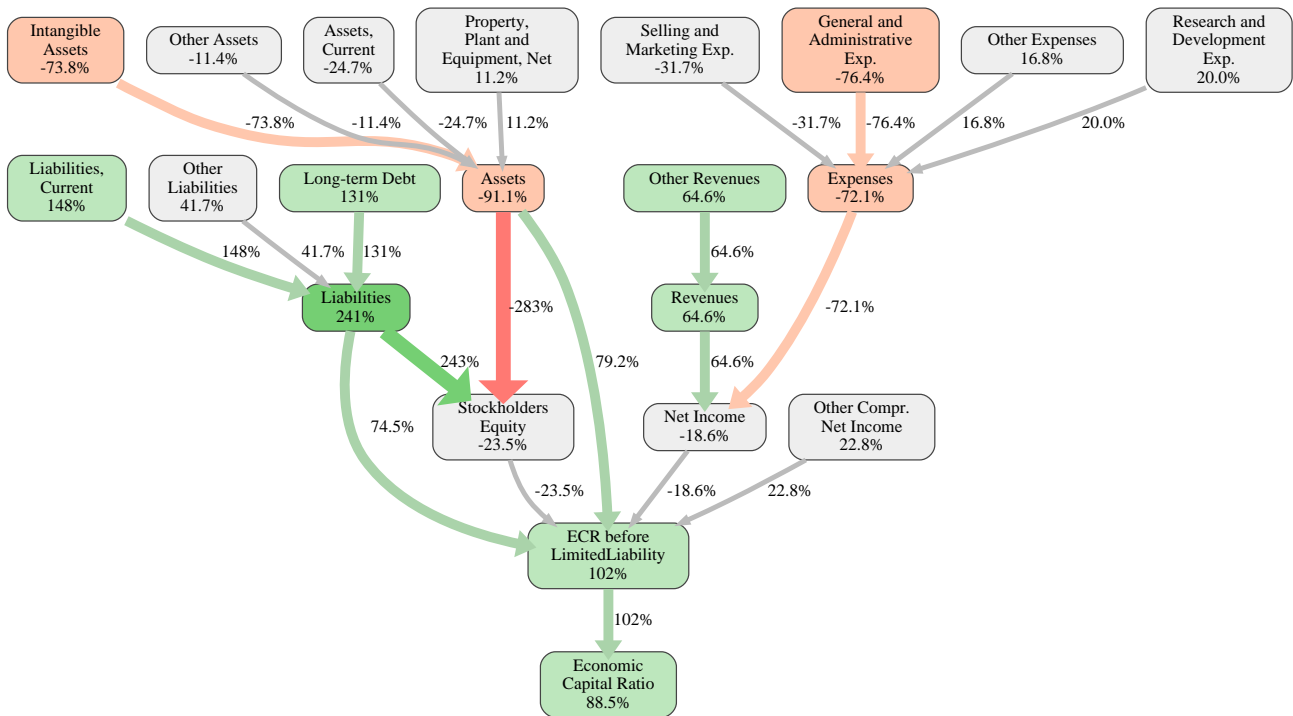 Intangible
Assets
-73.8%
Other Assets
-11.4%
Assets,
Current
-24.7%
Property,
Plant and
Equipment, Net
11.2%
Selling and
Marketing Exp.
-31.7%
General and
Administrative
Exp.
-76.4%
Other Expenses
16.8%
Research and
Development
Exp.
20.0%
-73.8%
-11.4%
-24.7%
11.2%
-31.7%
-76.4%
16.8%
20.0%
Liabilities,
Current
148%
Other
Liabilities
41.7%
Long-term Debt
131%
Assets
-91.1%
Other Revenues
64.6%
Expenses
-72.1%
148%
41.7%
131%
64.6%
Liabilities
241%
-283%
Revenues
64.6%
-72.1%
243%
79.2%
64.6%
74.5%
Stockholders
Equity
-23.5%
Net Income
-18.6%
Other Compr.
Net Income
22.8%
-23.5%
-18.6%
22.8%
ECR before
LimitedLiability
102%
102%
Economic
Capital Ratio
88.5%